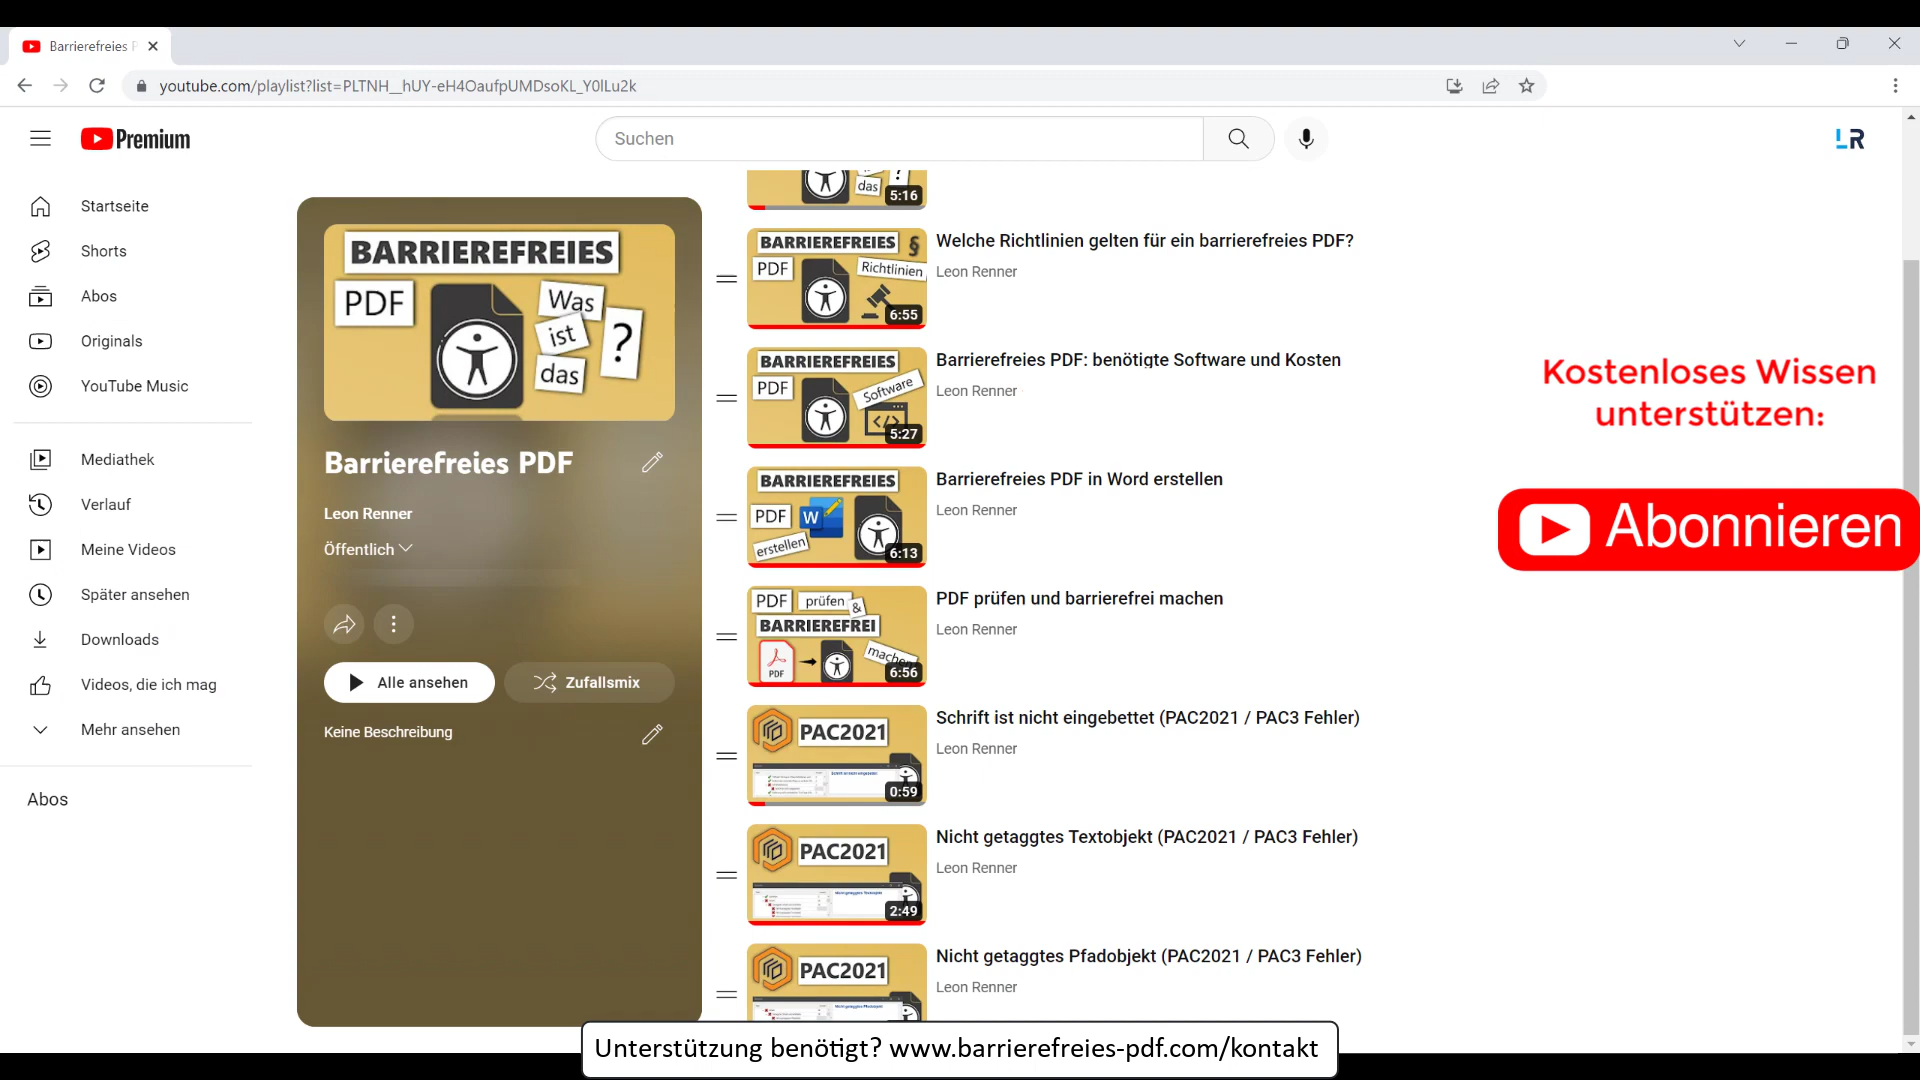 Barrierefreies P
youtube.com/playlist?list=PLTNH__hUY-eH4OaufpUMDsoKL_Y0lLu2k
Premium
Suchen
LR
Startseite
Shorts
Abos
Originals
YouTube Music
Mediathek
Verlauf
Meine Videos
Später ansehen
Downloads
Videos, die ich mag
Mehr ansehen
Abos
BARRIEREFREIES
PDF
Was
ist
das
?
Barrierefreies PDF
Leon Renner
Öffentlich
Alle ansehen
Zufallsmix
Keine Beschreibung
das
?
5:16
BARRIEREFREIES §
PDF
Richtlinien
6:55
Welche Richtlinien gelten für ein barrierefreies PDF?
Leon Renner
BARRIEREFREIES
PDF
Software
</>
5:27
Barrierefreies PDF: benötigte Software und Kosten
Leon Renner
BARRIEREFREIES
PDF
W
erstellen
6:13
Barrierefreies PDF in Word erstellen
Leon Renner
PDF prüfen &
BARRIEREFREI
machen
PDF
6:56
PDF prüfen und barrierefrei machen
Leon Renner
PAC2021
0:59
Schrift ist nicht eingebettet (PAC2021 / PAC3 Fehler)
Leon Renner
PAC2021
2:49
Nicht getaggtes Textobjekt (PAC2021 / PAC3 Fehler)
Leon Renner
PAC2021
Nicht getaggtes Pfadobjekt (PAC2021 / PAC3 Fehler)
Leon Renner
Kostenloses Wissen
unterstützen:
Abonnieren
Unterstützung benötigt? www.barrierefreies-pdf.com/kontakt